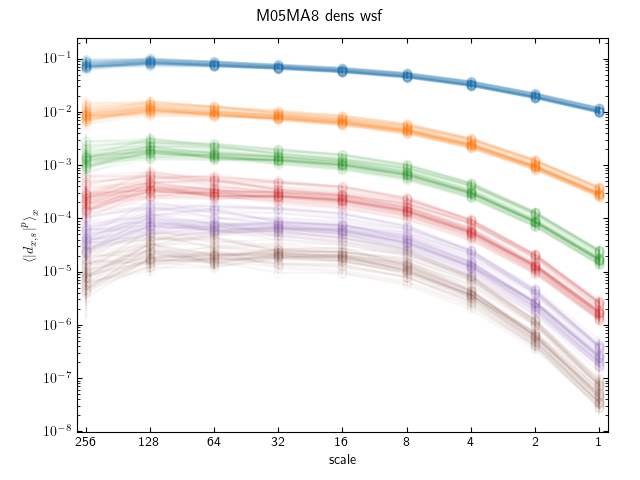 M05MA8 dens wsf
⟨|d_{x,s}|^p⟩_x
10^{-1}
10^{-2}
10^{-3}
10^{-4}
10^{-5}
10^{-6}
10^{-7}
10^{-8}
256 128 64 32 16 8 4 2 1
scale